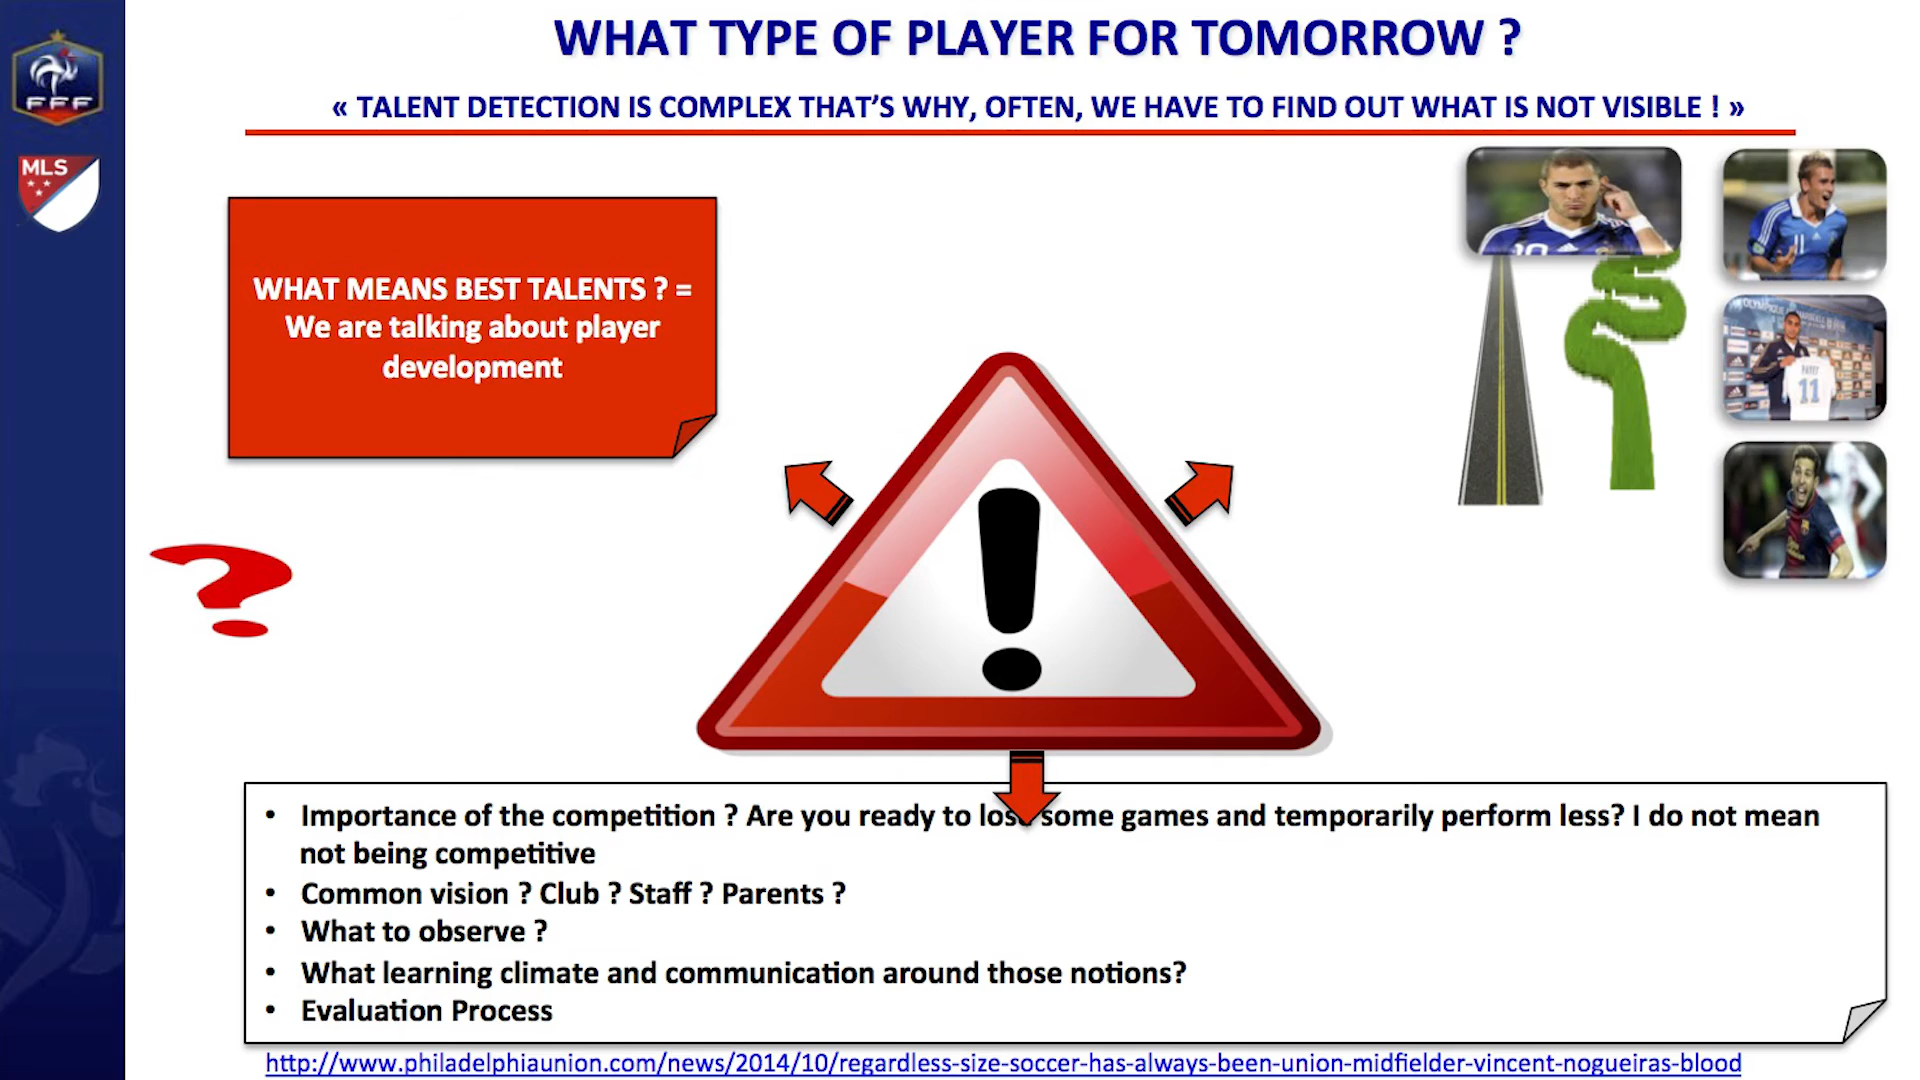 WHAT TYPE OF PLAYER FOR TOMORROW ?
« TALENT DETECTION IS COMPLEX THAT'S WHY, OFTEN, WE HAVE TO FIND OUT WHAT IS NOT VISIBLE ! »
FFF
MLS
WHAT MEANS BEST TALENTS ? =
We are talking about player
development
10
11
PAYET
11
?
!
• Importance of the competition ? Are you ready to lose some games and temporarily perform less? I do not mean
not being competitive
• Common vision ? Club ? Staff ? Parents ?
• What to observe ?
• What learning climate and communication around those notions?
• Evaluation Process
http://www.philadelphiaunion.com/news/2014/10/regardless-size-soccer-has-always-been-union-midfielder-vincent-nogueiras-blood